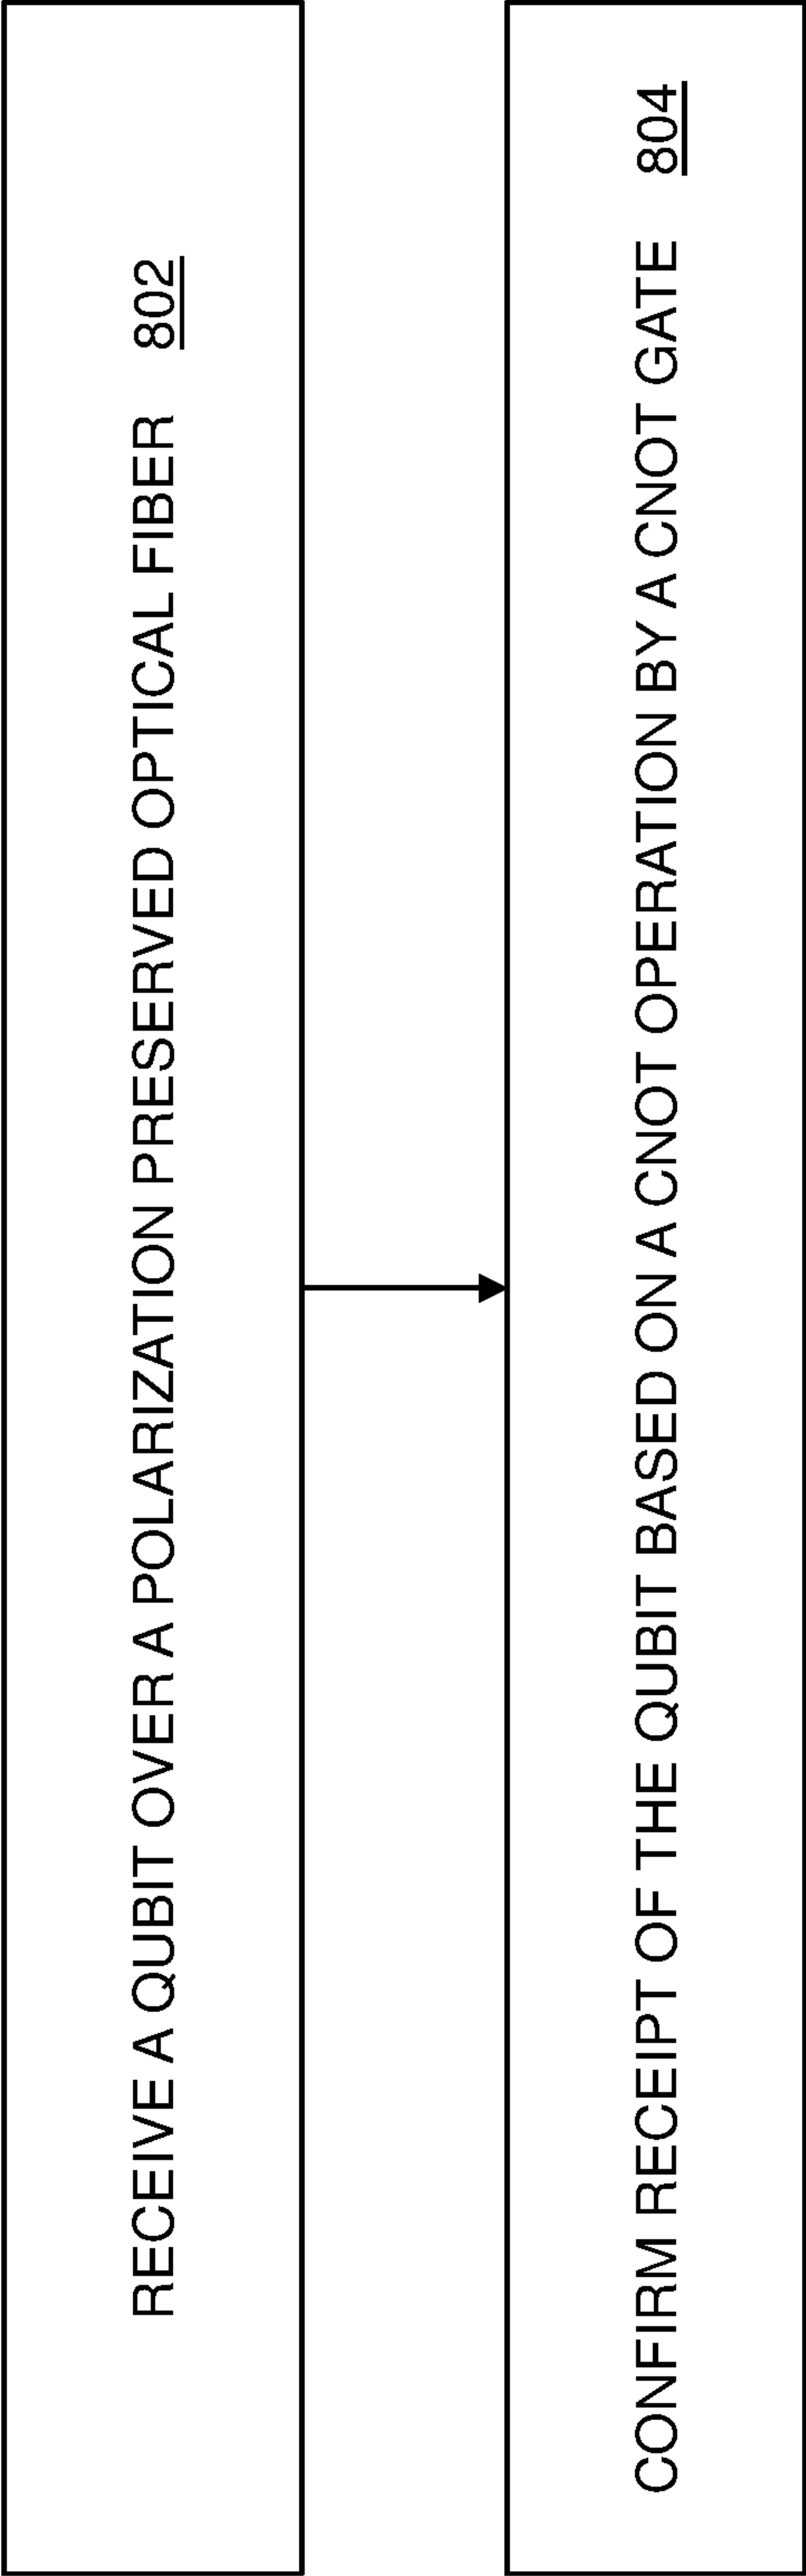 RECEIVE A QUBIT OVER A POLARIZATION PRESERVED OPTICAL FIBER 802
CONFIRM RECEIPT OF THE QUBIT BASED ON A CNOT OPERATION BY A CNOT GATE 804